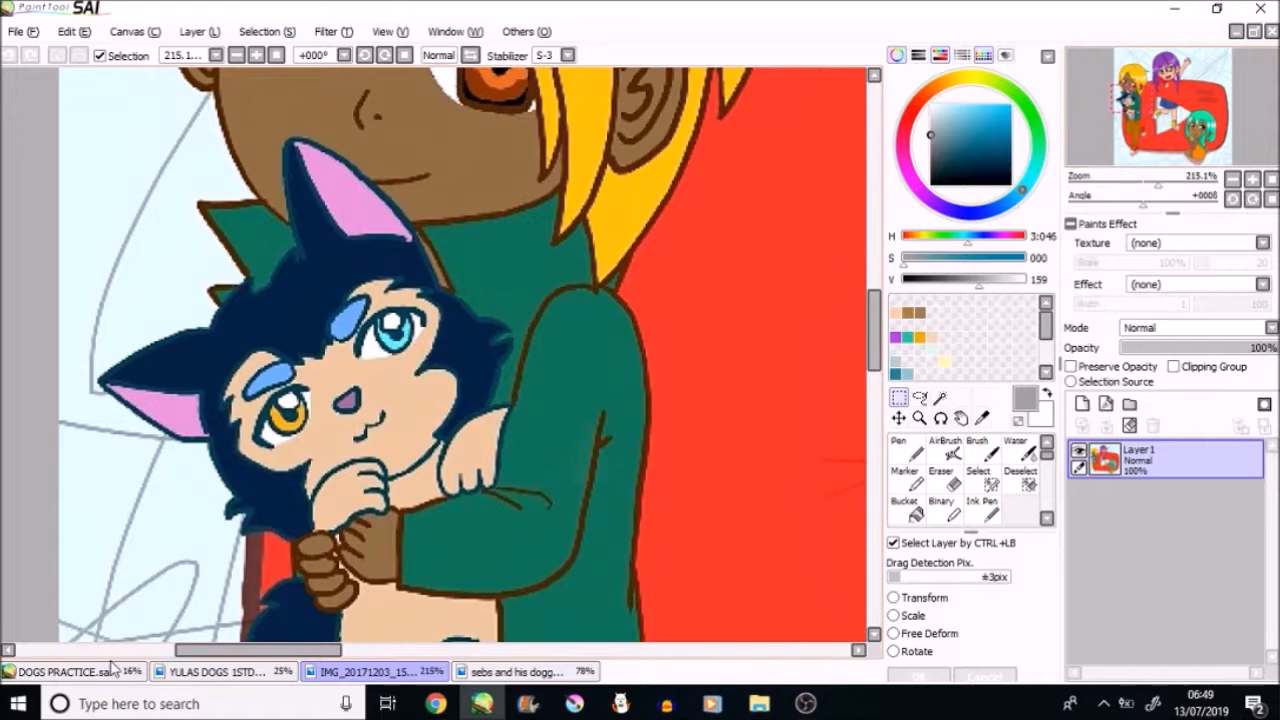 PaintTool SAI
File (F) Edit (E) Canvas (C) Layer (L) Selection (S) Filter (T) View (V) Window (W) Others (O)
Selection 215.1... +000° Normal Stabilizer S-3
H 3:046
S 000
V 159
Zoom 215.1%
Angle +000ß
Paints Effect
Texture (none)
Scale 100% 20
Effect (none)
Width 1 100
Mode Normal
Opacity 100%
Preserve Opacity Clipping Group
Selection Source
Layer1
Normal
100%
Pen AirBrush Brush Water
Marker Eraser Select Deselect
Bucket Binary Ink Pen
Select Layer by CTRL+LB
Drag Detection Pix.
±3pix
Transform
Scale
Free Deform
Rotate
DOGS PRACTICE.sai 16% YULAS DOGS 1STD... 25% IMG_20171203_15... 215% sebs and his dogg... 78%
Type here to search
06:49
13/07/2019
2